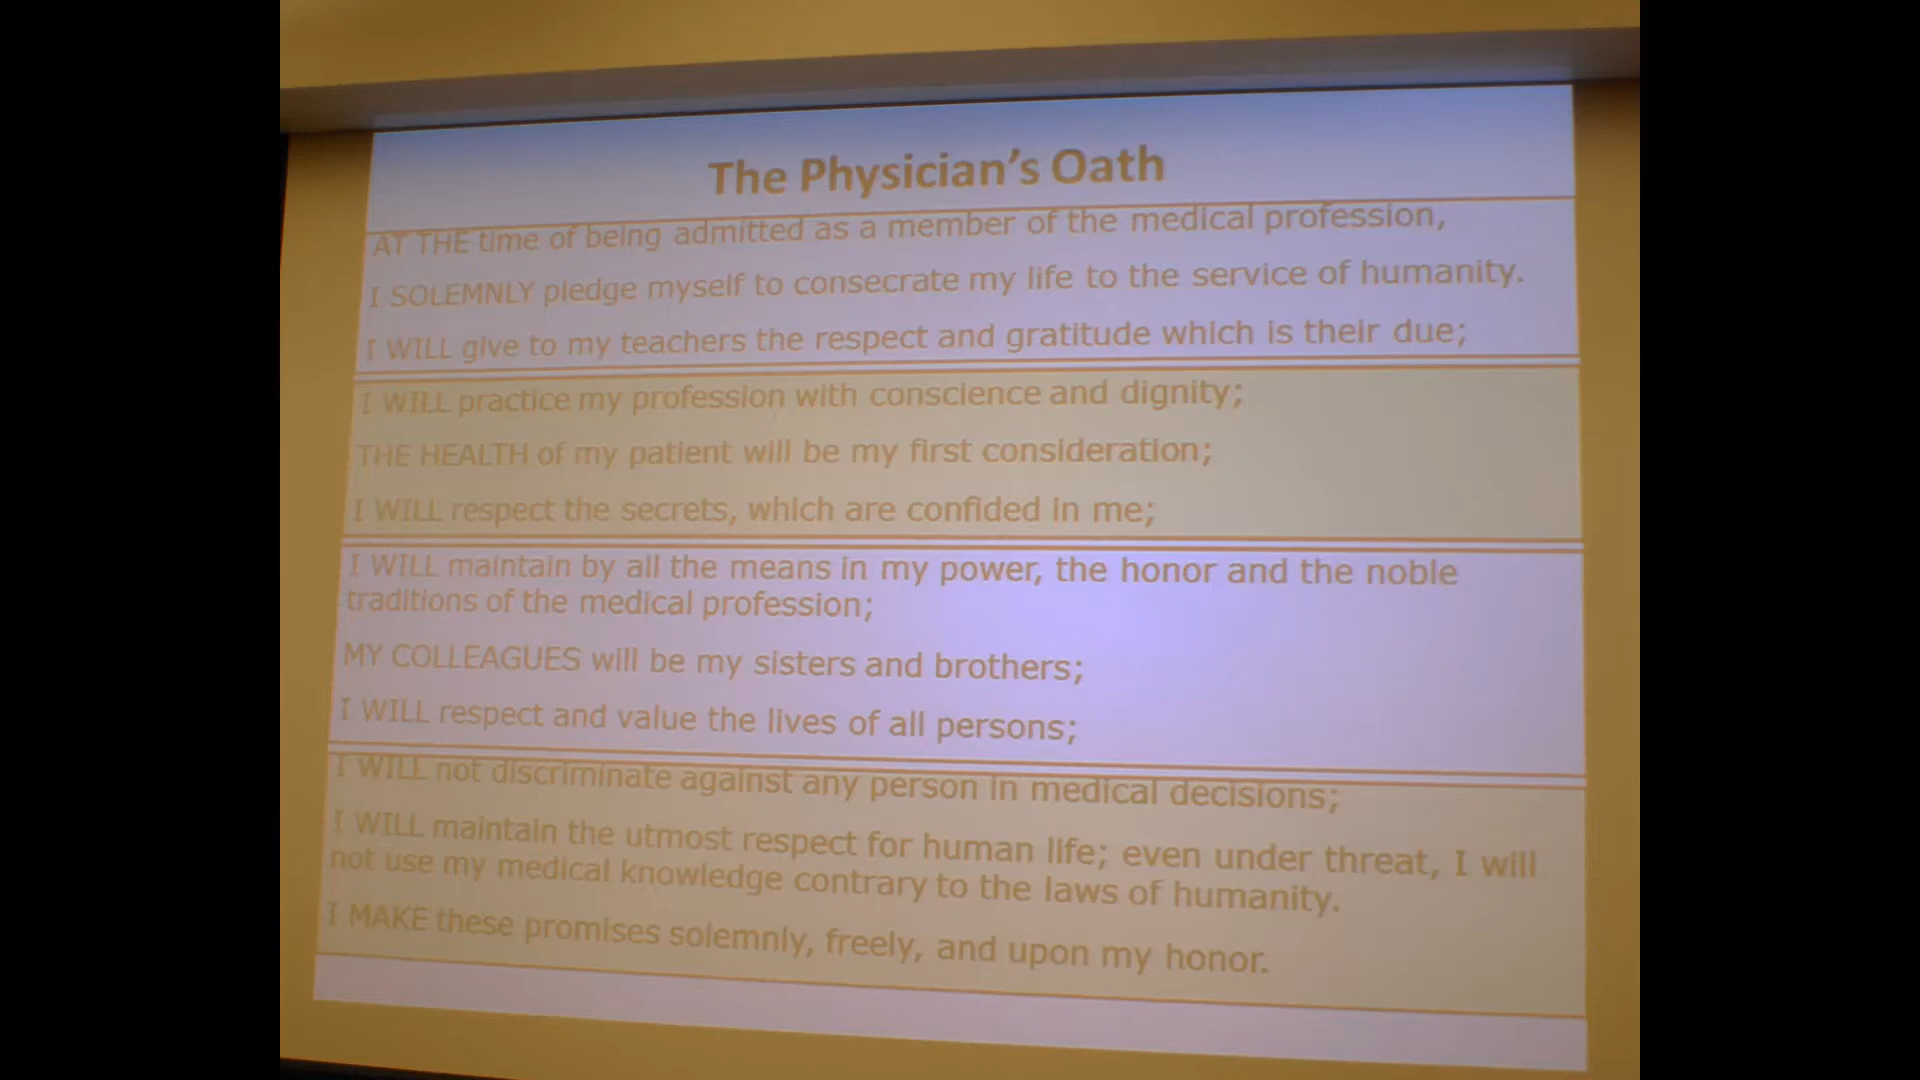 The Physician's Oath
AT THE time of being admitted as a member of the medical profession,
I SOLEMNLY pledge myself to consecrate my life to the service of humanity.
I WILL give to my teachers the respect and gratitude which is their due;
I WILL practice my profession with conscience and dignity;
THE HEALTH of my patient will be my first consideration;
I WILL respect the secrets, which are confided in me;
I WILL maintain by all the means in my power, the honor and the noble
traditions of the medical profession;
MY COLLEAGUES will be my sisters and brothers;
I WILL respect and value the lives of all persons;
I WILL not discriminate against any person in medical decisions;
I WILL maintain the utmost respect for human life; even under threat, I will
not use my medical knowledge contrary to the laws of humanity.
I MAKE these promises solemnly, freely, and upon my honor.